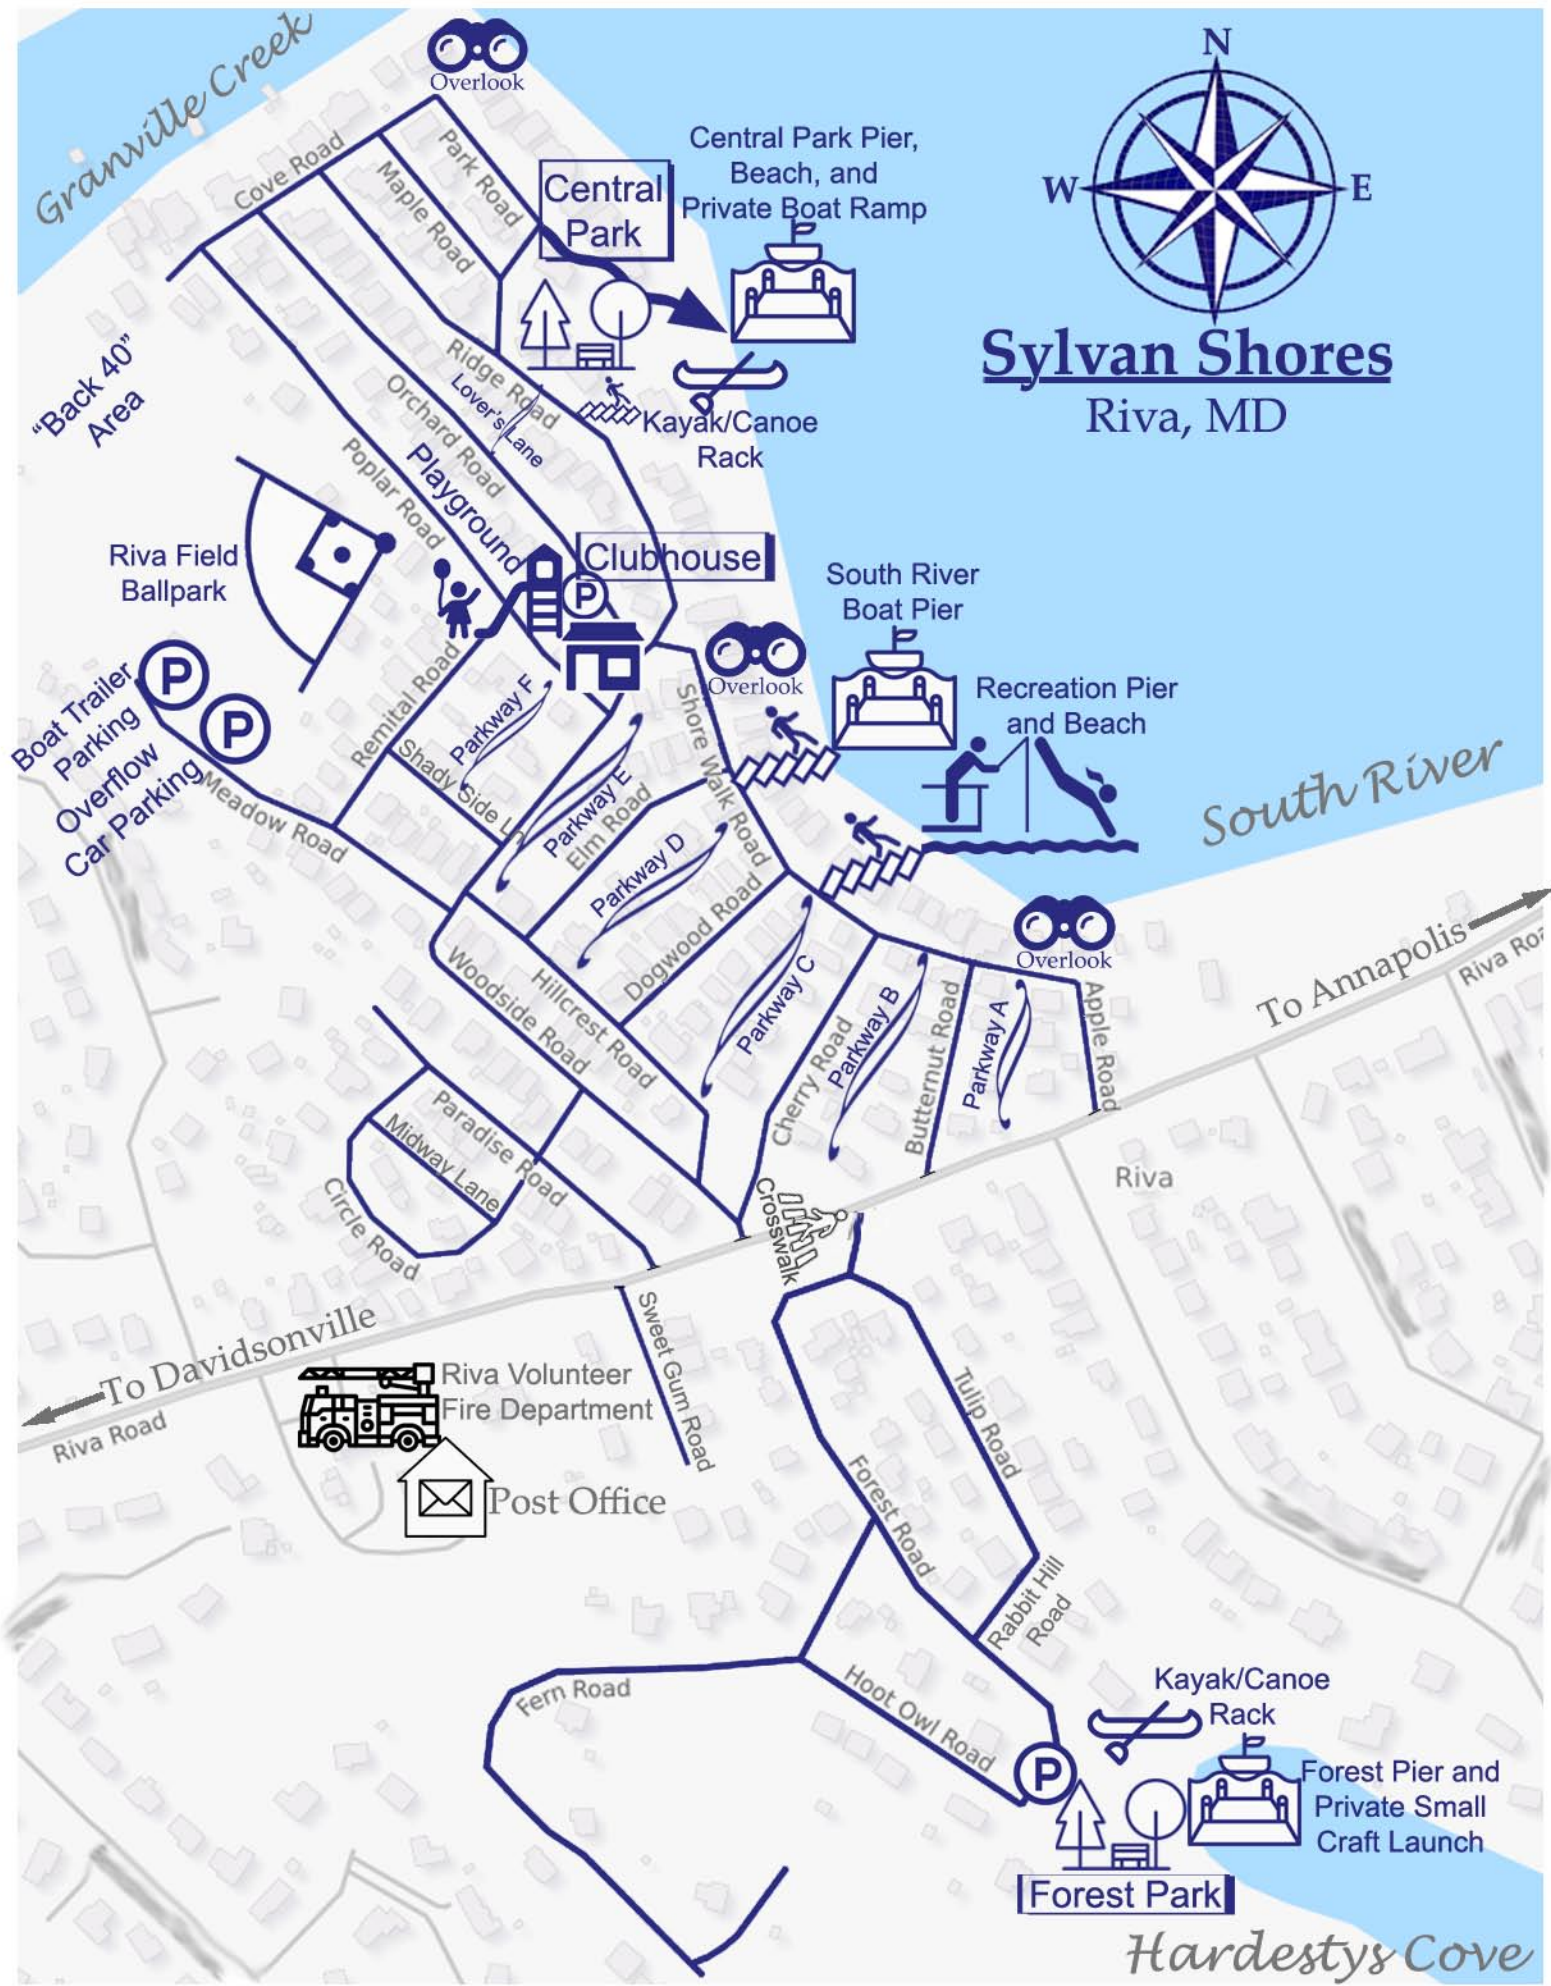 Granville Creek
Overlook
N
W
E
S
Sylvan Shores
Riva, MD
Cove Road
Park Road
Maple Road
Central
Park
Central Park Pier,
Beach, and
Private Boat Ramp
"Back 40"
Area
Ridge Road
Lover's Lane
Orchard Road
Poplar Road
Playground
Kayak/Canoe
Rack
Clubhouse
P
Riva Field
Ballpark
South River
Boat Pier
Overlook
Recreation Pier
and Beach
South River
P
P
Boat Trailer
Parking
Overflow
Car Parking
Meadow Road
Remital Road
Shady Side Ln
Parkway F
Parkway E
Elm Road
Shore Walk Road
Parkway D
Dogwood Road
Overlook
Woodside Road
Hillcrest Road
Parkway C
Cherry Road
Parkway B
Butternut Road
Parkway A
Apple Road
To Annapolis
Riva Roa
Paradise Road
Midway Lane
Circle Road
Crosswalk
Riva
To Davidsonville
Riva Road
Riva Volunteer
Fire Department
Post Office
Sweet Gum Road
Tulip Road
Forest Road
Rabbit Hill
Road
Fern Road
Hoot Owl Road
Kayak/Canoe
Rack
P
Forest Pier and
Private Small
Craft Launch
Forest Park
Hardestys Cove